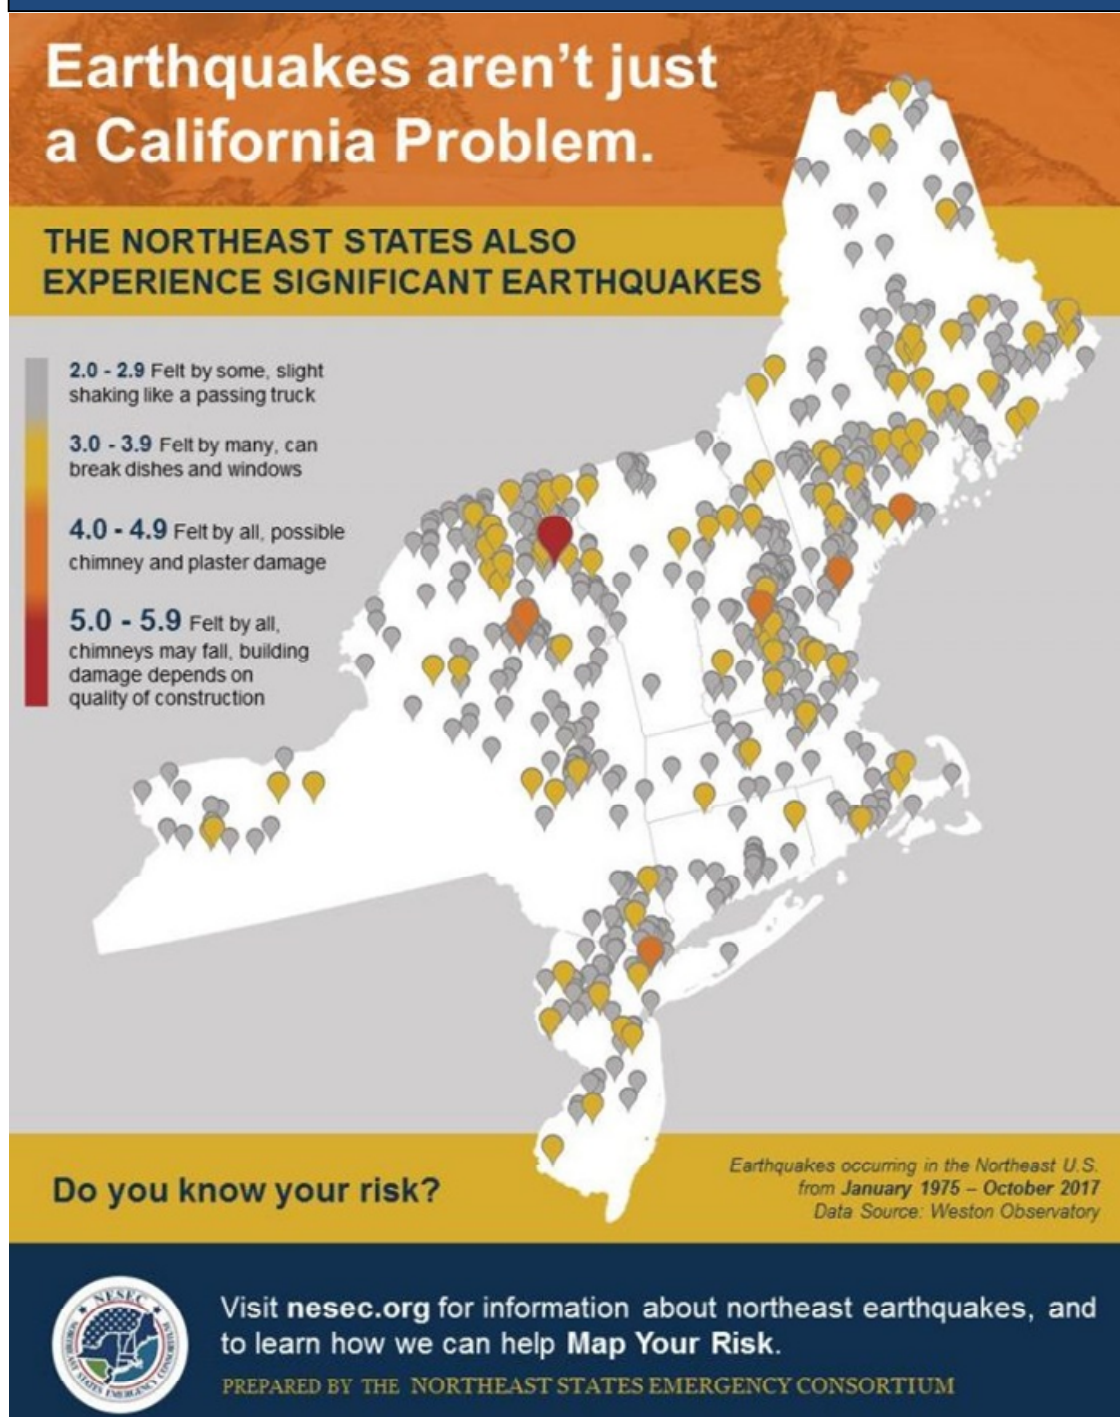 Earthquakes aren't just
a California Problem.
THE NORTHEAST STATES ALSO
EXPERIENCE SIGNIFICANT EARTHQUAKES
2.0 - 2.9 Felt by some, slight
shaking like a passing truck
3.0 - 3.9 Felt by many, can
break dishes and windows
4.0 - 4.9 Felt by all, possible
chimney and plaster damage
5.0 - 5.9 Felt by all,
chimneys may fall, building
damage depends on
quality of construction
Do you know your risk?
Earthquakes occurring in the Northeast U.S.
from January 1975 – October 2017
Data Source: Weston Observatory
NESEC
NORTHEAST STATES EMERGENCY CONSORTIUM
Visit nesec.org for information about northeast earthquakes, and
to learn how we can help Map Your Risk.
PREPARED BY THE NORTHEAST STATES EMERGENCY CONSORTIUM